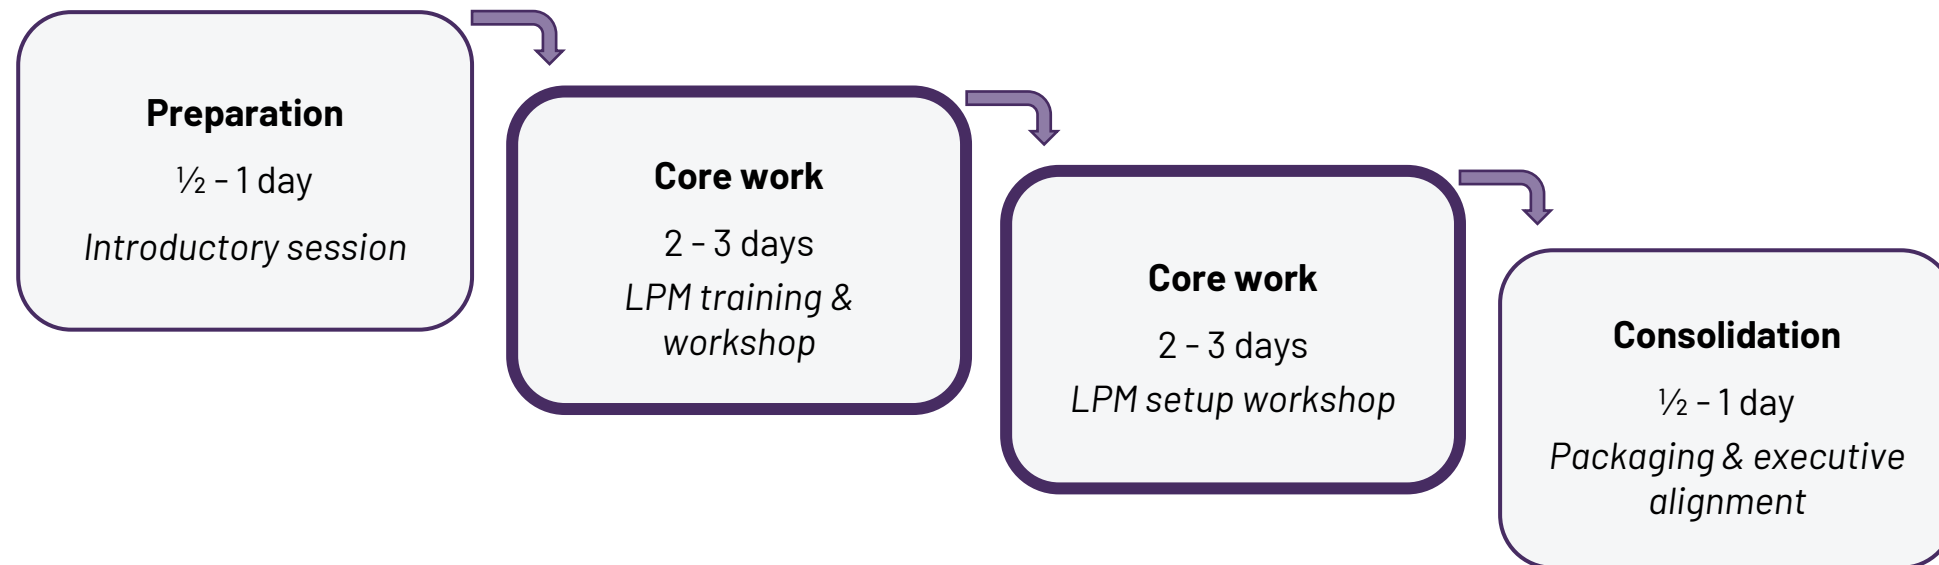 Preparation
½ - 1 day
Introductory session
Core work
2 - 3 days
LPM training &
workshop
Core work
2 - 3 days
LPM setup workshop
Consolidation
½ - 1 day
Packaging & executive
alignment